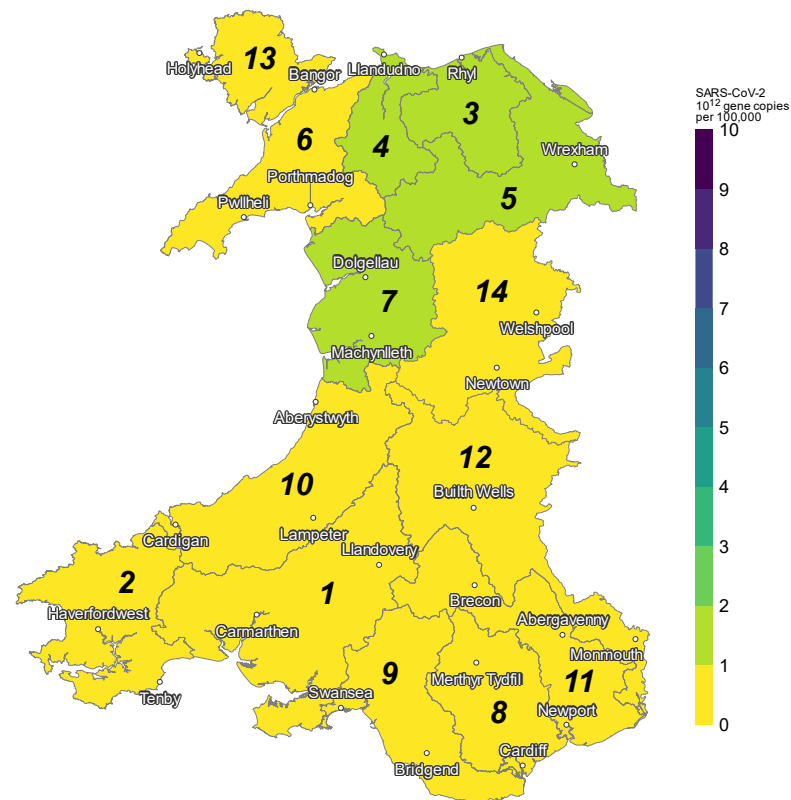 13
Holyhead
Bangor
Llandudno
Rhyl
3
6
4
Wrexham
Porthmadog
Pwllheli
5
Dolgellau
7
14
Welshpool
Machynlleth
Newtown
Aberystwyth
12
10
Builth Wells
Lampeter
Cardigan
Llandovery
2
1
Brecon
Haverfordwest
Abergavenny
Carmarthen
Monmouth
9
Merthyr Tydfil
11
Tenby
Swansea
8
Newport
Cardiff
Bridgend
SARS-CoV-2
10¹² gene copies
per 100,000
10
9
8
7
6
5
4
3
2
1
0